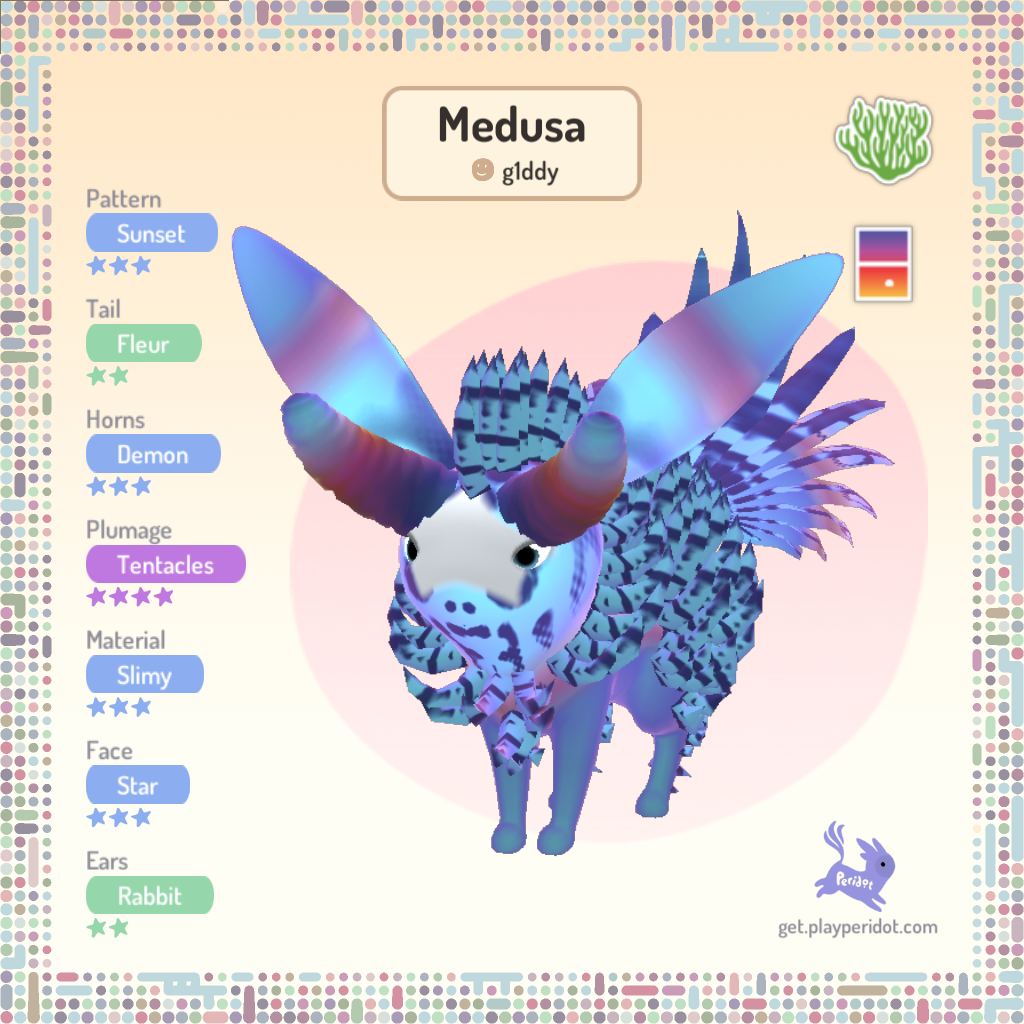 Medusa
g1ddy
Pattern
Sunset
Tail
Fleur
Horns
Demon
Plumage
Tentacles
Material
Slimy
Face
Star
Ears
Rabbit
Peridot
get.playperidot.com